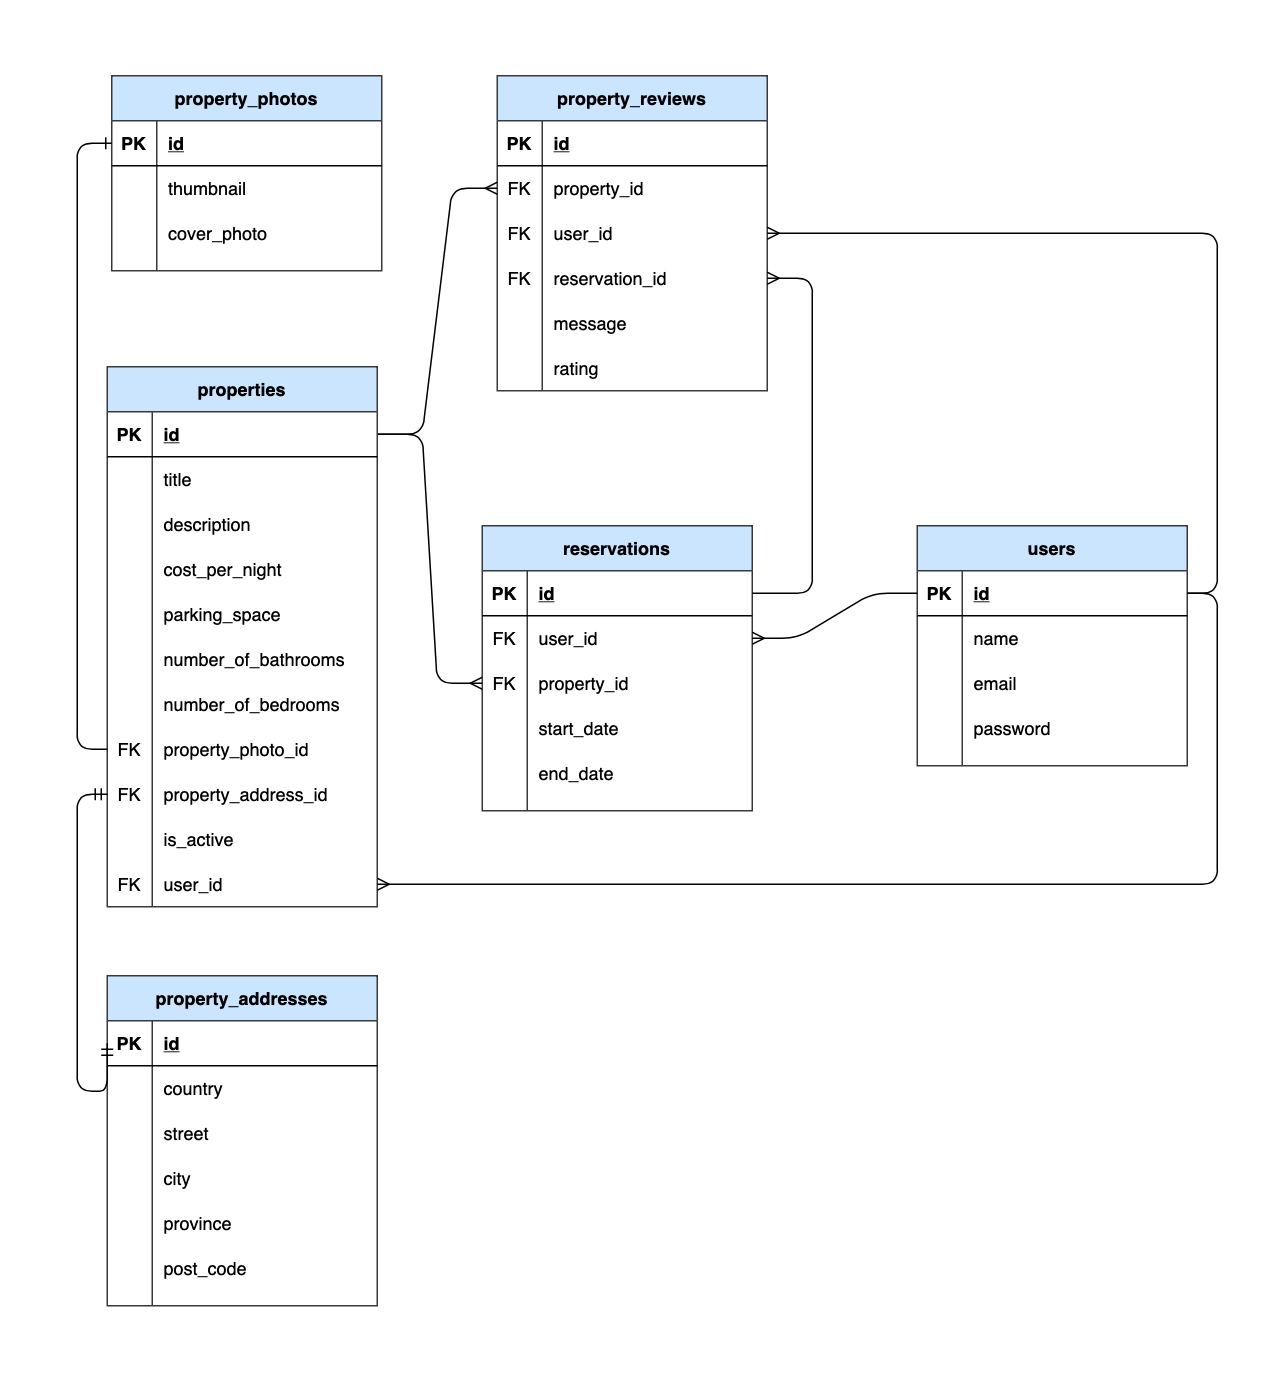 property_photos
PK id
thumbnail
cover_photo
property_reviews
PK id
FK property_id
FK user_id
FK reservation_id
message
rating
properties
PK id
title
description
cost_per_night
parking_space
number_of_bathrooms
number_of_bedrooms
FK property_photo_id
FK property_address_id
is_active
FK user_id
reservations
PK id
FK user_id
FK property_id
start_date
end_date
users
PK id
name
email
password
property_addresses
PK id
country
street
city
province
post_code